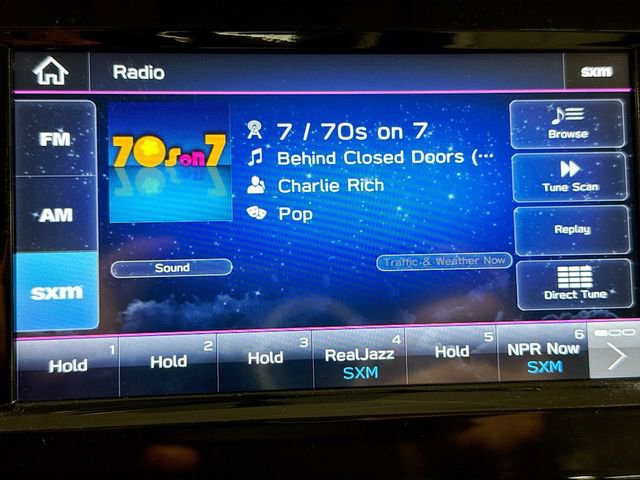 Radio
sxm
FM
AM
sxm
70s on 7
7 / 70s on 7
Behind Closed Doors (···
Charlie Rich
Pop
Sound
Traffic & Weather Now
Browse
Tune Scan
Replay
Direct Tune
1
Hold
2
Hold
3
Hold
4
RealJazz
SXM
5
Hold
6
NPR Now
SXM